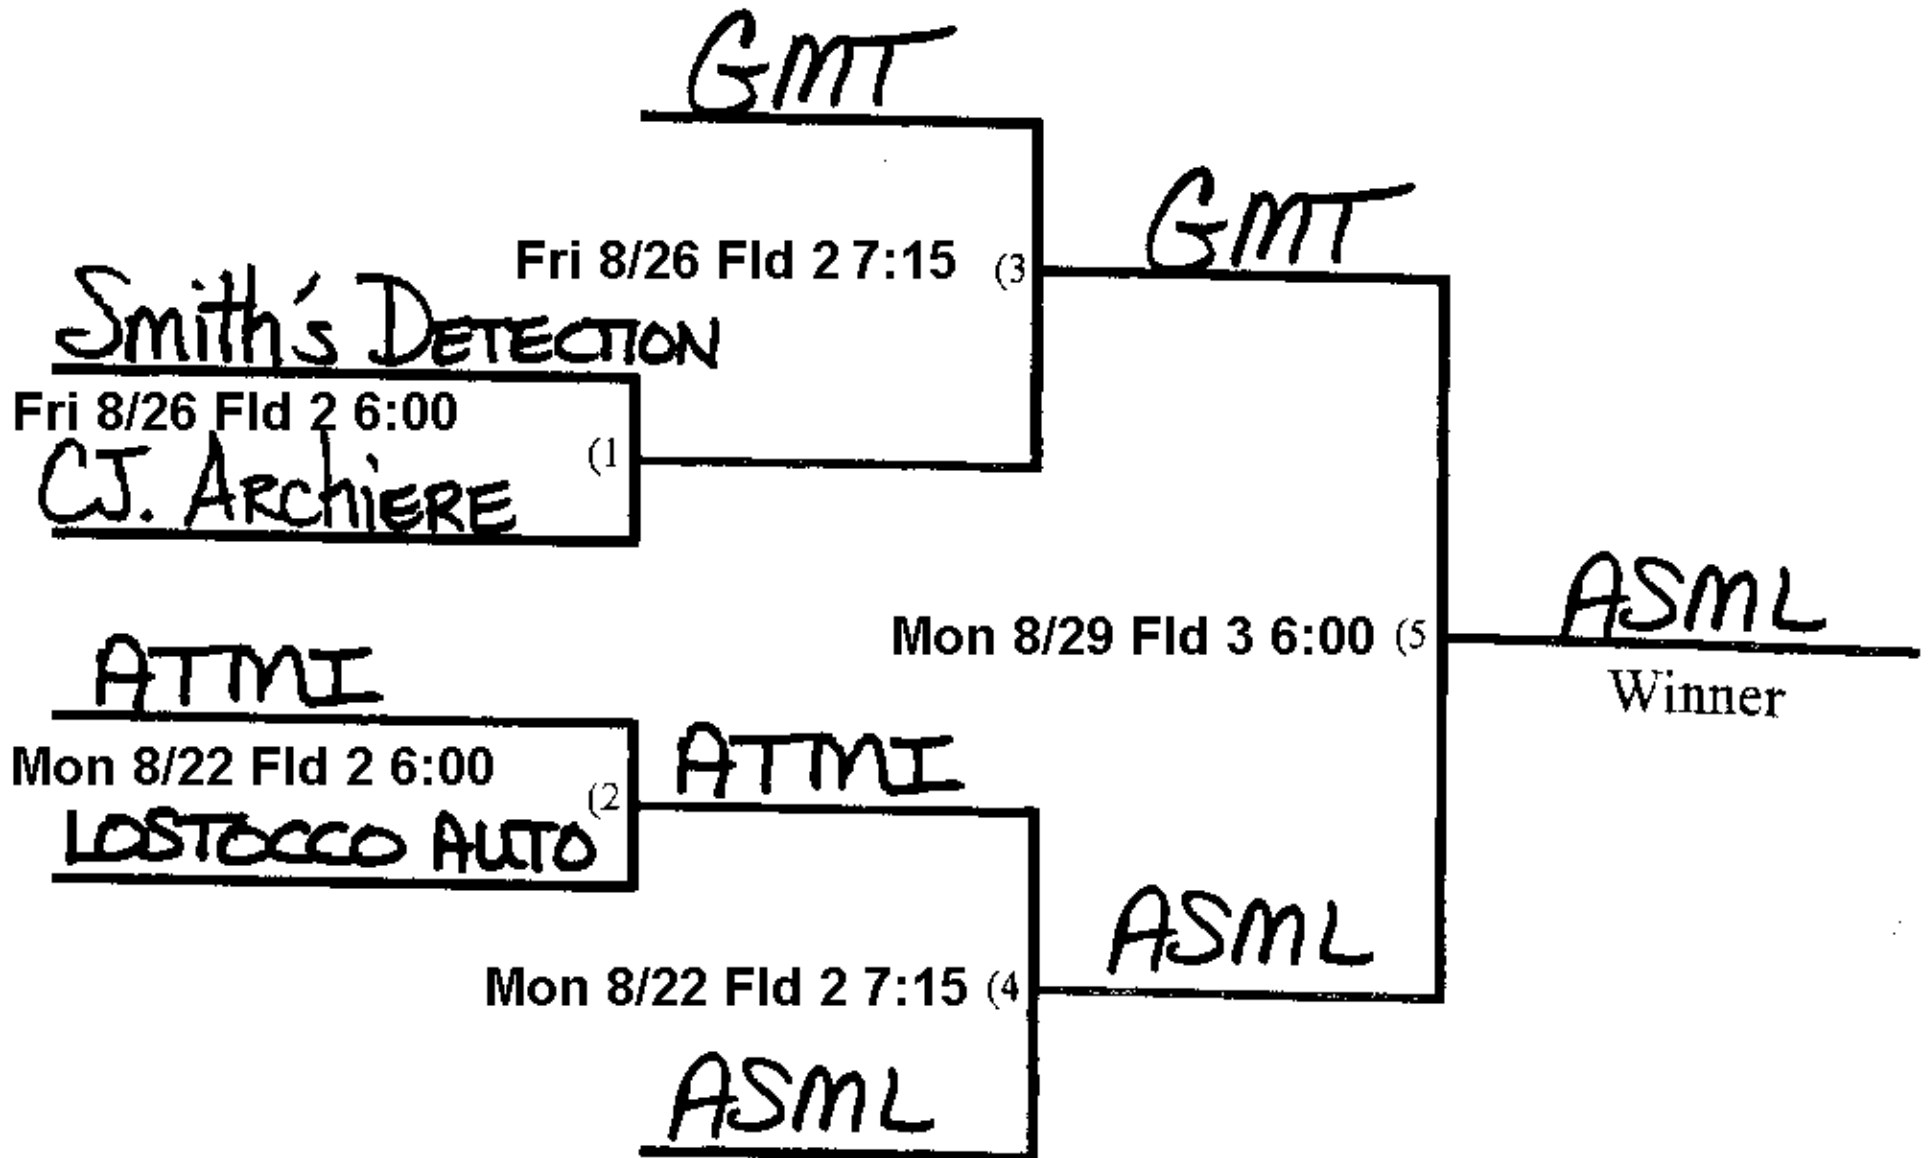 GMT
GMT
Fri 8/26 Fld 2 7:15 (3
Smith's DETECTION
Fri 8/26 Fld 2 6:00
(1
CJ. ARChiERE
ASML
Mon 8/29 Fld 3 6:00 (5
Winner
ATMI
Mon 8/22 Fld 2 6:00
ATMI
(2
LOSTOCCO AUTO
ASML
Mon 8/22 Fld 2 7:15 (4
ASML